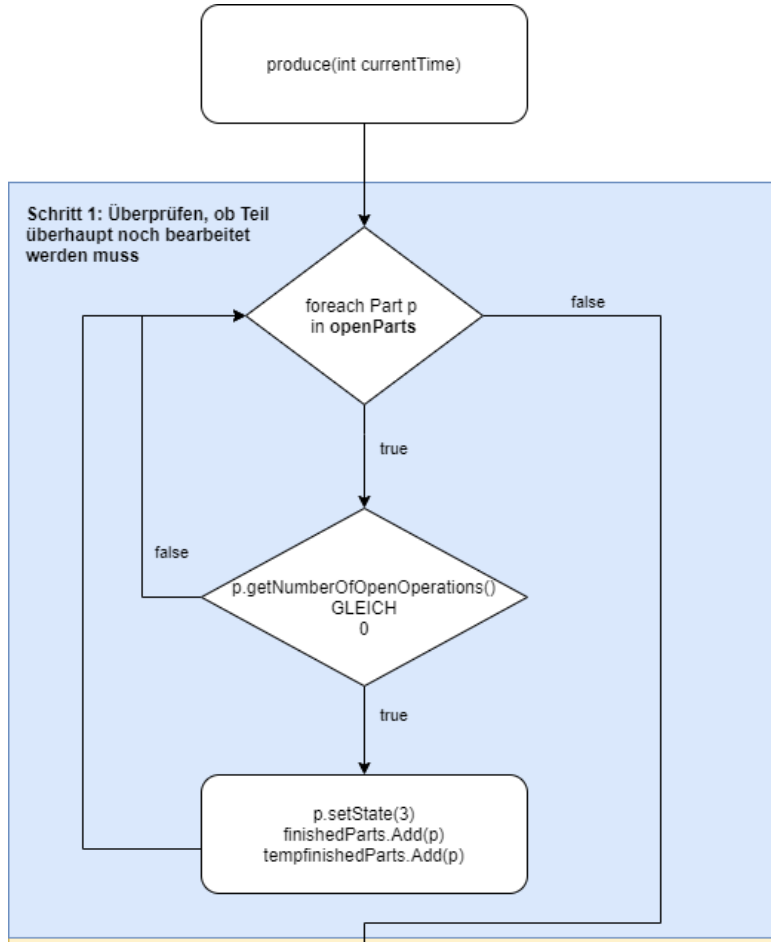 produce(int currentTime)
Schritt 1: Überprüfen, ob Teil
überhaupt noch bearbeitet
werden muss
foreach Part p
in openParts
false
true
false
p.getNumberOfOpenOperations()
GLEICH
0
true
p.setState(3)
finishedParts.Add(p)
tempfinishedParts.Add(p)